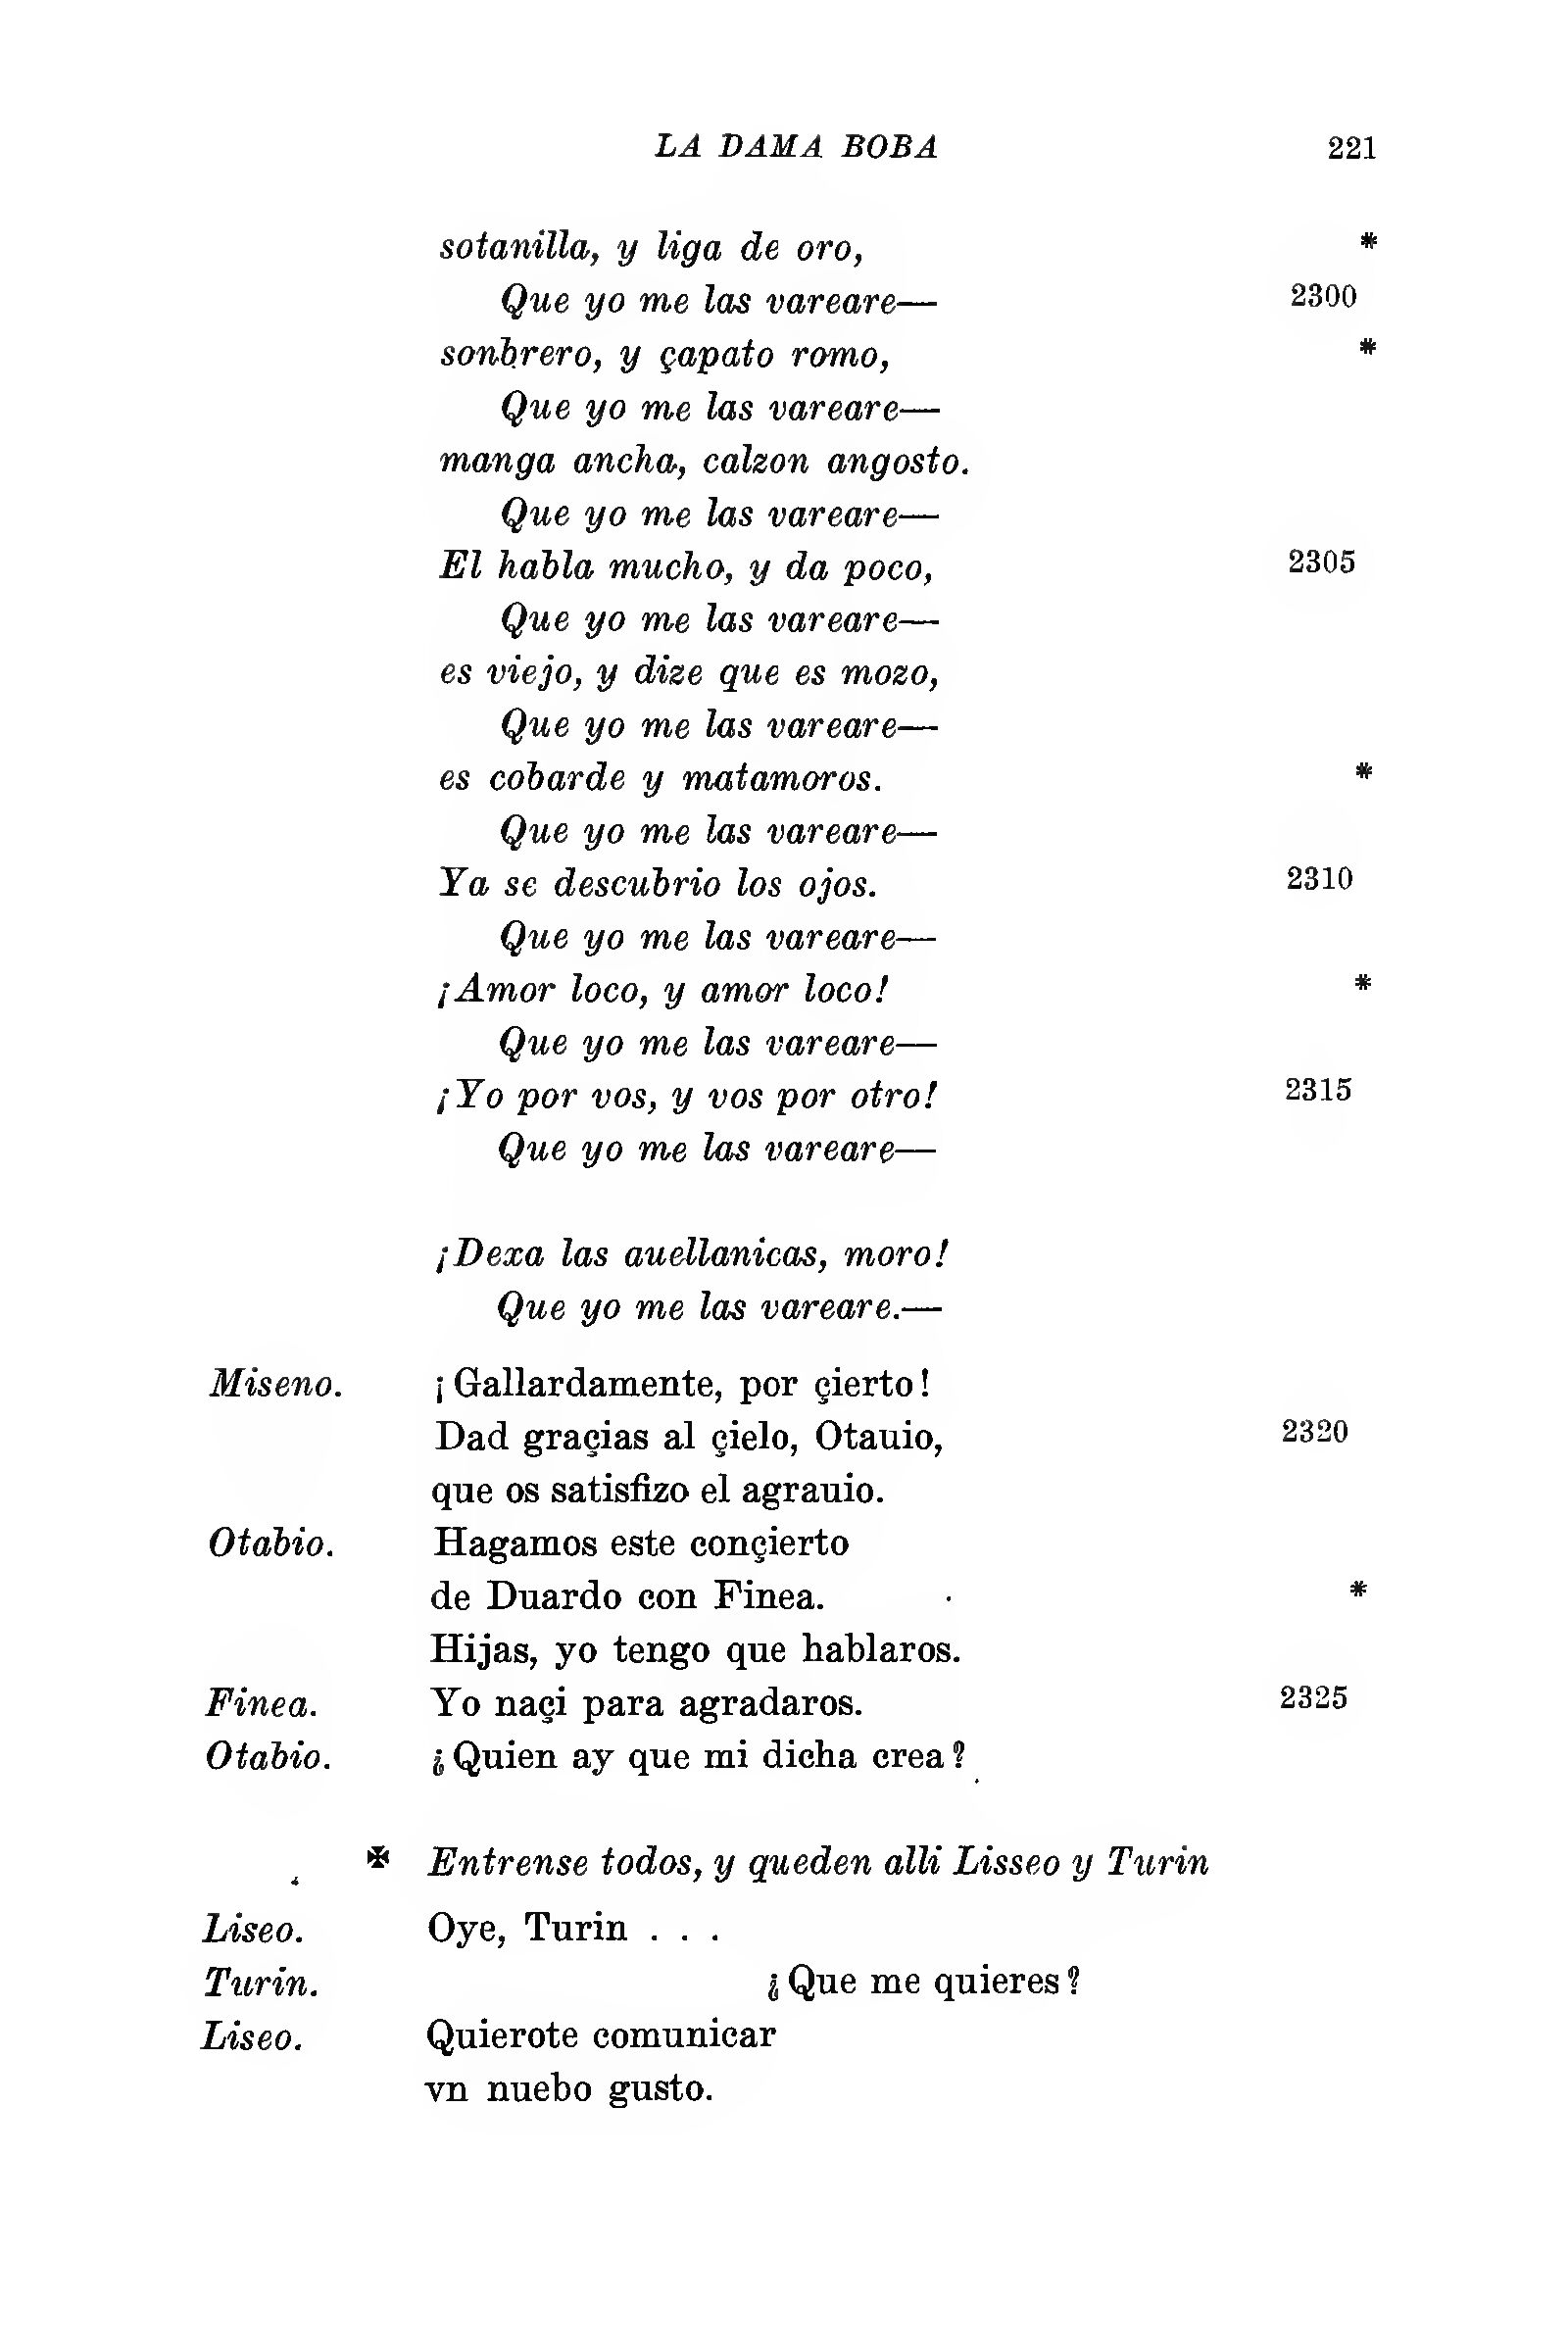 LA DAMA BOBA 221
sotanilla, y liga de oro, *
Que yo me las vareare— 2300
sonbrero, y çapato romo, *
Que yo me las vareare—
manga ancha, calzon angosto.
Que yo me las vareare—
El habla mucho, y da poco, 2305
Que yo me las vareare—
es viejo, y dize que es mozo,
Que yo me las vareare—
es cobarde y matamoros. *
Que yo me las vareare—
Ya se descubrio los ojos. 2310
Que yo me las vareare—
¡Amor loco, y amor loco! *
Que yo me las vareare—
¡Yo por vos, y vos por otro! 2315
Que yo me las vareare—
¡Dexa las auellanicas, moro!
Que yo me las vareare.—
Miseno. ¡Gallardamente, por çierto!
Dad graçias al çielo, Otauio, 2320
que os satisfizo el agrauio.
Otabio. Hagamos este conçierto
de Duardo con Finea. *
Hijas, yo tengo que hablaros.
Finea. Yo naçi para agradaros. 2325
Otabio. ¿Quien ay que mi dicha crea?
✠ Entrense todos, y queden alli Lisseo y Turin
Liseo. Oye, Turin . . .
Turin. ¿Que me quieres?
Liseo. Quierote comunicar
vn nuebo gusto.